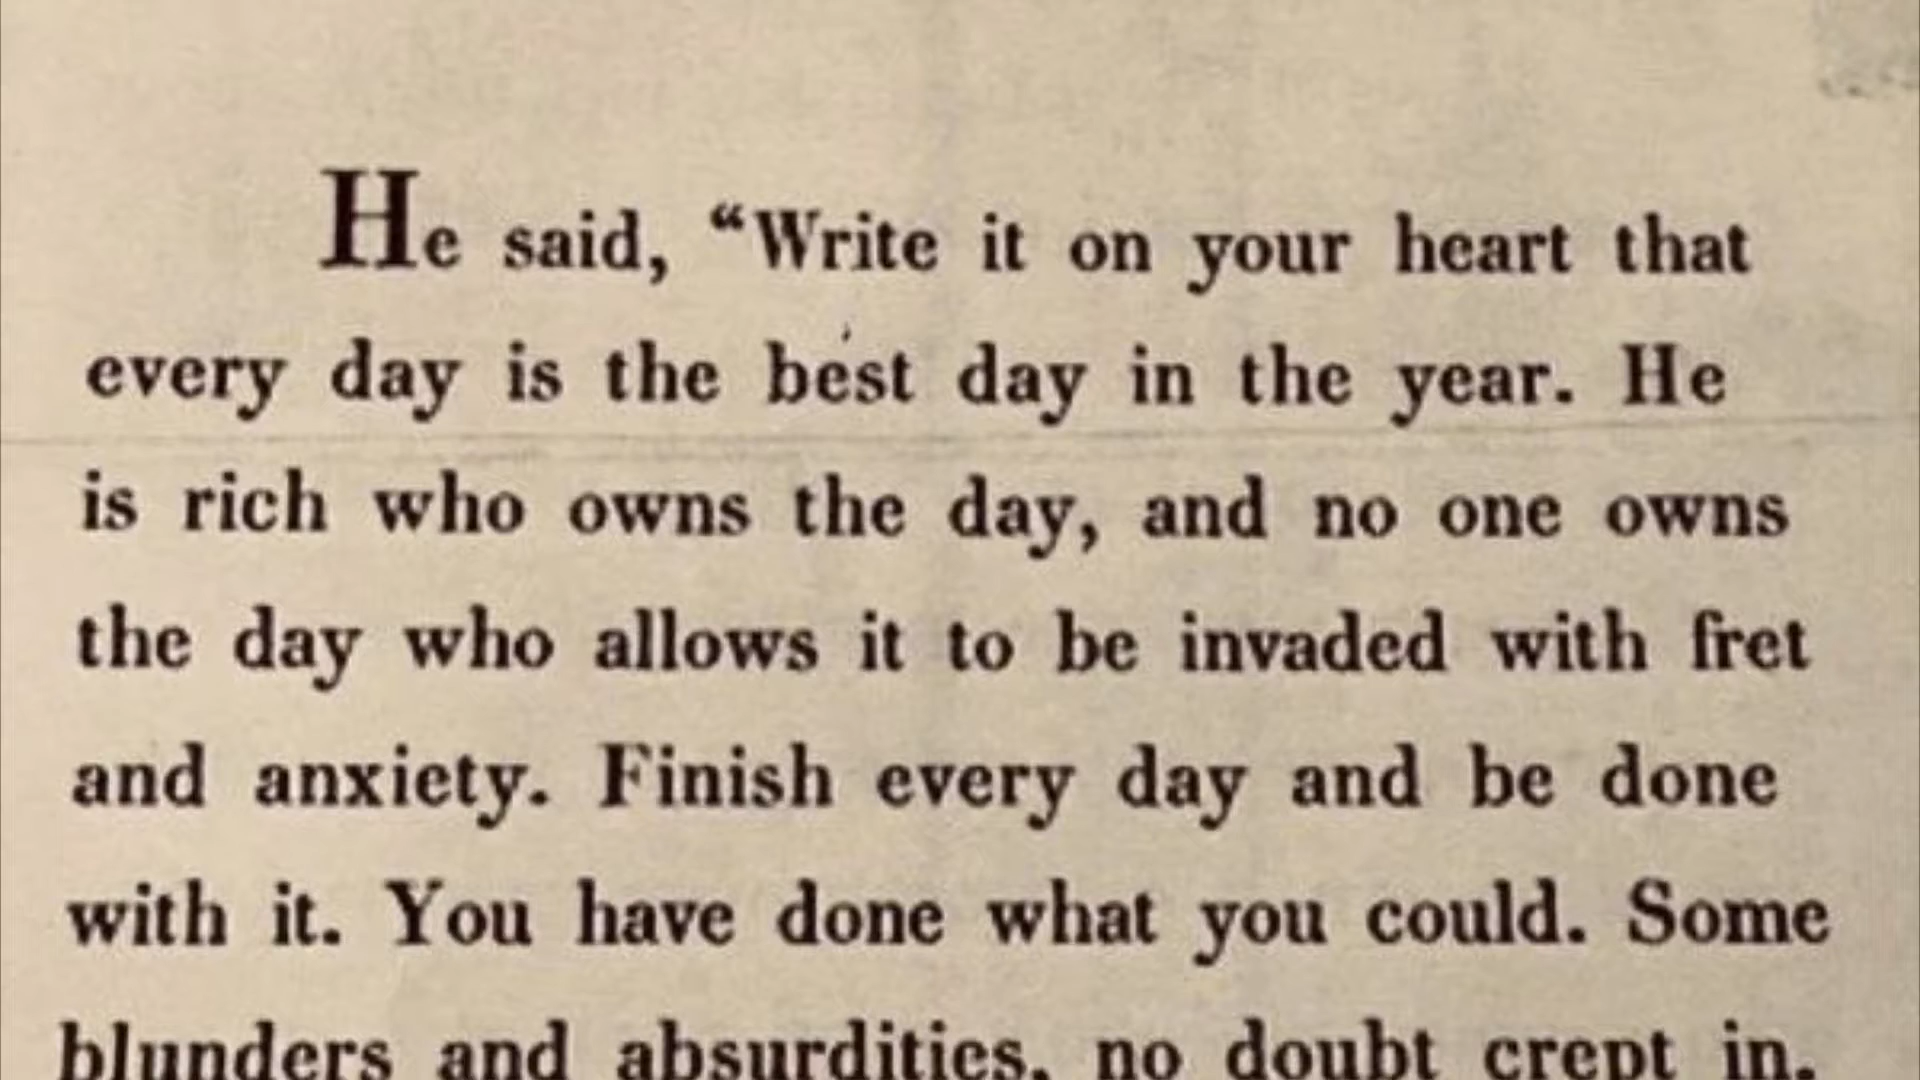 He said, “Write it on your heart that
every day is the best day in the year. He
is rich who owns the day, and no one owns
the day who allows it to be invaded with fret
and anxiety. Finish every day and be done
with it. You have done what you could. Some
blunders and absurdities, no doubt crept in.